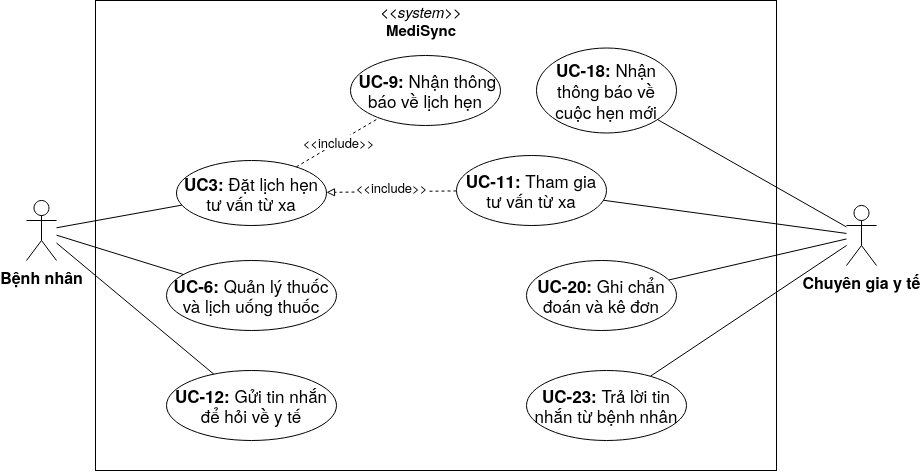 <<system>>
MediSync
UC-9: Nhận thông
báo về lịch hẹn
UC-18: Nhận
thông báo về
cuộc hẹn mới
<<include>>
UC3: Đặt lịch hẹn
tư vấn từ xa
<<include>>
UC-11: Tham gia
tư vấn từ xa
Bệnh nhân
Chuyên gia y tế
UC-6: Quản lý thuốc
và lịch uống thuốc
UC-20: Ghi chẩn
đoán và kê đơn
UC-12: Gửi tin nhắn
để hỏi về y tế
UC-23: Trả lời tin
nhắn từ bệnh nhân